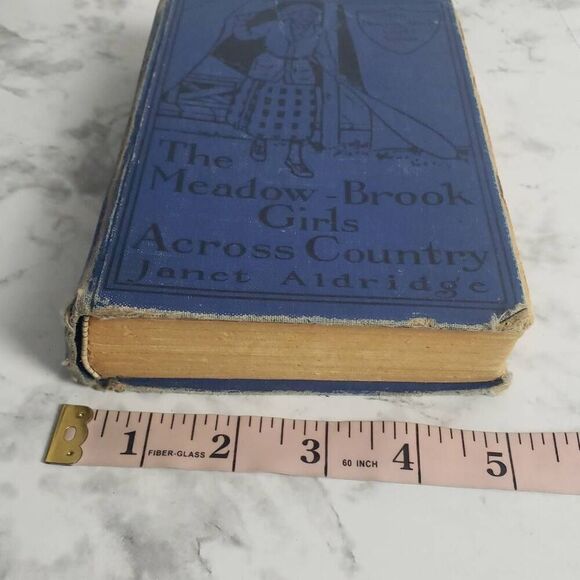 The
Meadow-Brook
Girls
Across Country
Janet Aldridge
1 FIBER-GLASS 2 3 60 INCH 4 5